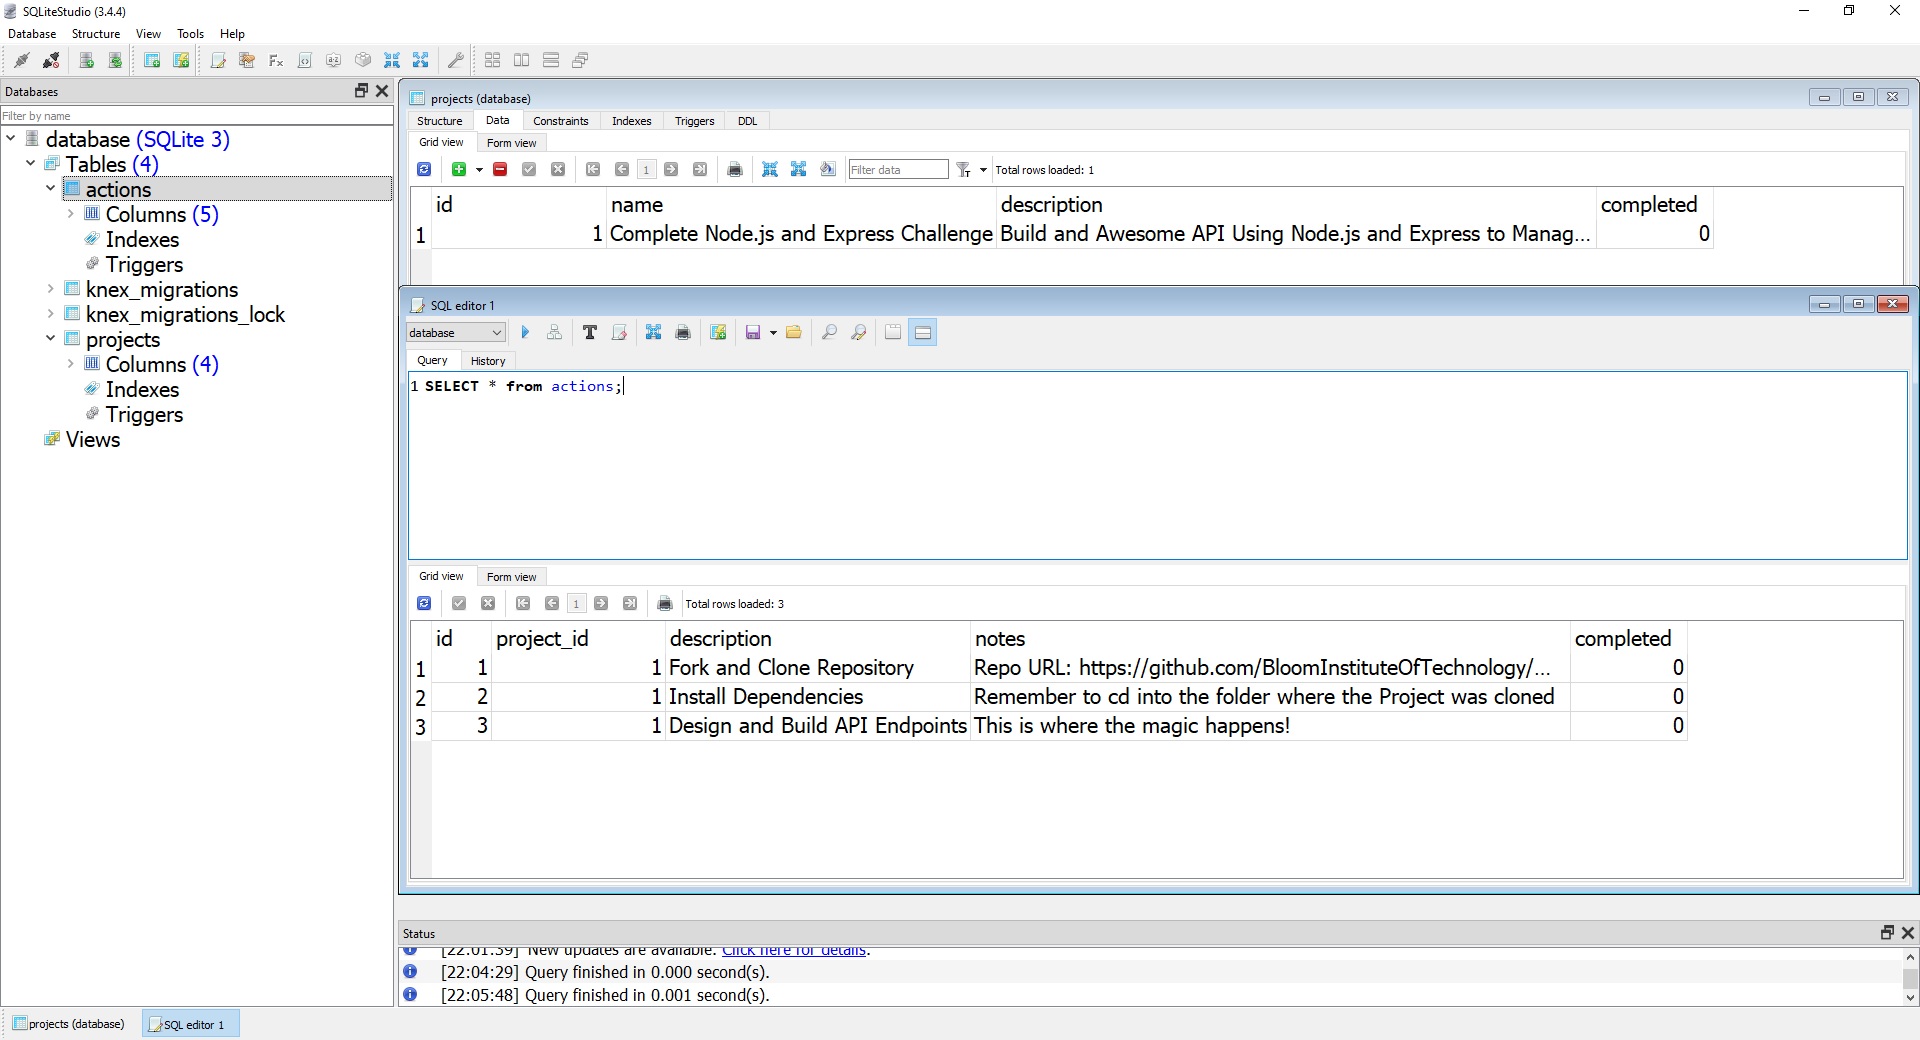 SQLiteStudio (3.4.4)
Database Structure View Tools Help
Databases
Filter by name
database (SQLite 3)
Tables (4)
actions
Columns (5)
Indexes
Triggers
knex_migrations
knex_migrations_lock
projects
Columns (4)
Indexes
Triggers
Views
projects (database)
Structure Data Constraints Indexes Triggers DDL
Grid view Form view
1 Filter data Total rows loaded: 1
id name description completed
1 1 Complete Node.js and Express Challenge Build and Awesome API Using Node.js and Express to Manag... 0
SQL editor 1
database
Query History
1 SELECT * from actions;
Grid view Form view
1 Total rows loaded: 3
id project_id description notes completed
1 1 1 Fork and Clone Repository Repo URL: https://github.com/BloomInstituteOfTechnology/... 0
2 2 1 Install Dependencies Remember to cd into the folder where the Project was cloned 0
3 3 1 Design and Build API Endpoints This is where the magic happens! 0
Status
[22:01:39] New updates are available. Click here for details.
[22:04:29] Query finished in 0.000 second(s).
[22:05:48] Query finished in 0.001 second(s).
projects (database) SQL editor 1